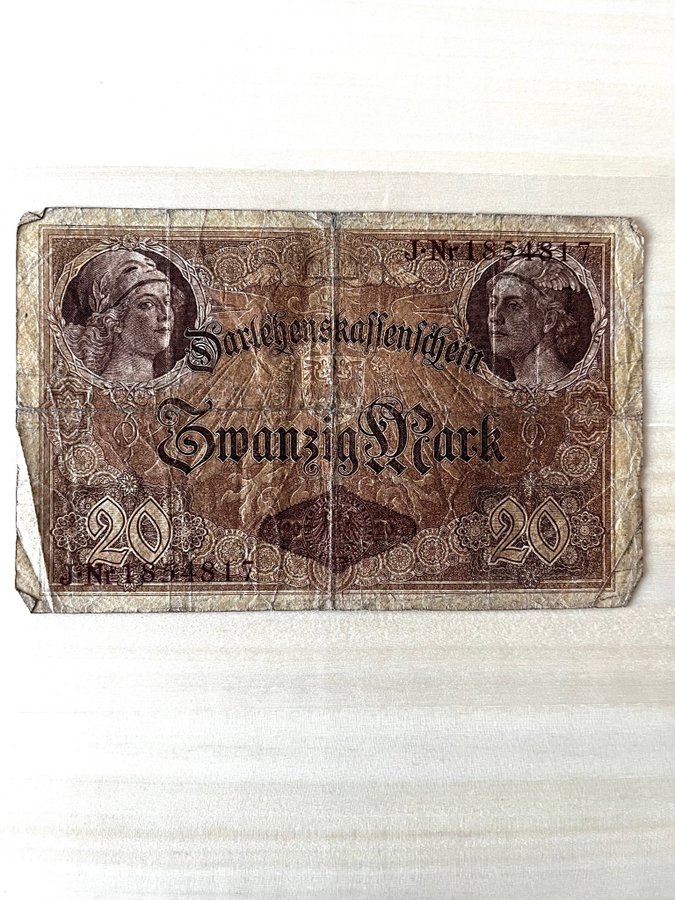 J·Nr 1854817
Darlehenskassenschein
Zwanzig Mark
20
20
J·Nr 1854817